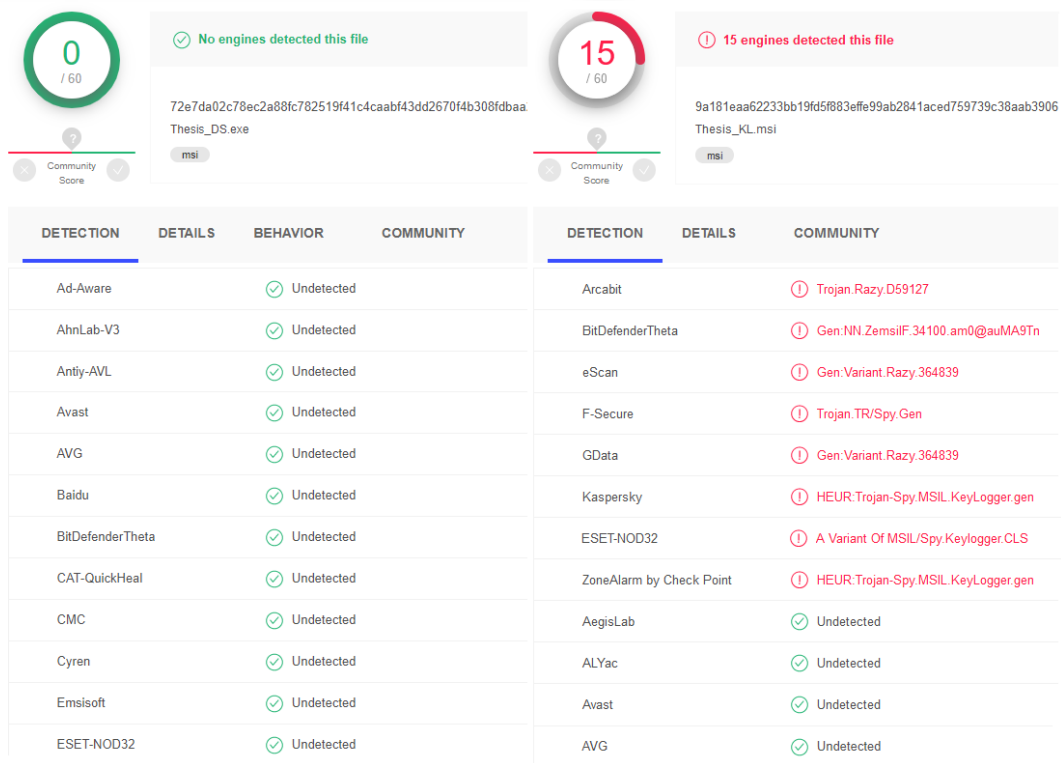 0
/ 60
?
Community
Score
No engines detected this file
72e7da02c78ec2a88fc782519f41c4caabf43dd2670f4b308fdbaa.
Thesis_DS.exe
msi
DETECTION DETAILS BEHAVIOR COMMUNITY
Ad-Aware Undetected
AhnLab-V3 Undetected
Antiy-AVL Undetected
Avast Undetected
AVG Undetected
Baidu Undetected
BitDefenderTheta Undetected
CAT-QuickHeal Undetected
CMC Undetected
Cyren Undetected
Emsisoft Undetected
ESET-NOD32 Undetected
15
/ 60
?
Community
Score
15 engines detected this file
9a181eaa62233bb19fd5f883effe99ab2841aced759739c38aab3906
Thesis_KL.msi
msi
DETECTION DETAILS COMMUNITY
Arcabit Trojan.Razy.D59127
BitDefenderTheta Gen:NN.ZemsilF.34100.am0@auMA9Tn
eScan Gen:Variant.Razy.364839
F-Secure Trojan.TR/Spy.Gen
GData Gen:Variant.Razy.364839
Kaspersky HEUR:Trojan-Spy.MSIL.KeyLogger.gen
ESET-NOD32 A Variant Of MSIL/Spy.Keylogger.CLS
ZoneAlarm by Check Point HEUR:Trojan-Spy.MSIL.KeyLogger.gen
AegisLab Undetected
ALYac Undetected
Avast Undetected
AVG Undetected